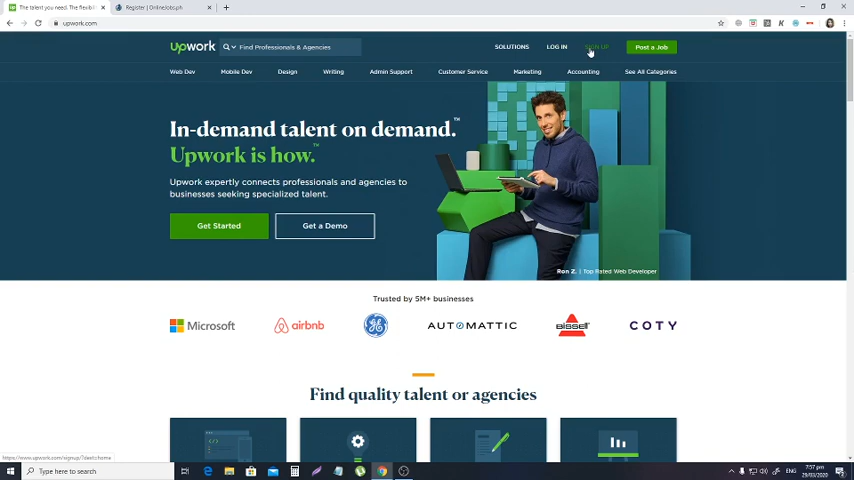 The talent you need. The flexibi
Register | OnlineJobs.ph
upwork.com
Upwork
Find Professionals & Agencies
SOLUTIONS
LOG IN
SIGN UP
Post a Job
Web Dev
Mobile Dev
Design
Writing
Admin Support
Customer Service
Marketing
Accounting
See All Categories
In-demand talent on demand.™
Upwork is how.™
Upwork expertly connects professionals and agencies to
businesses seeking specialized talent.
Get Started
Get a Demo
Ron Z. | Top Rated Web Developer
Trusted by 5M+ businesses
Microsoft
airbnb
AUTOMATTIC
BISSELL
COTY
Find quality talent or agencies
https://www.upwork.com/signup/?dest=home
Type here to search
ENG
7:57 pm
29/03/2020